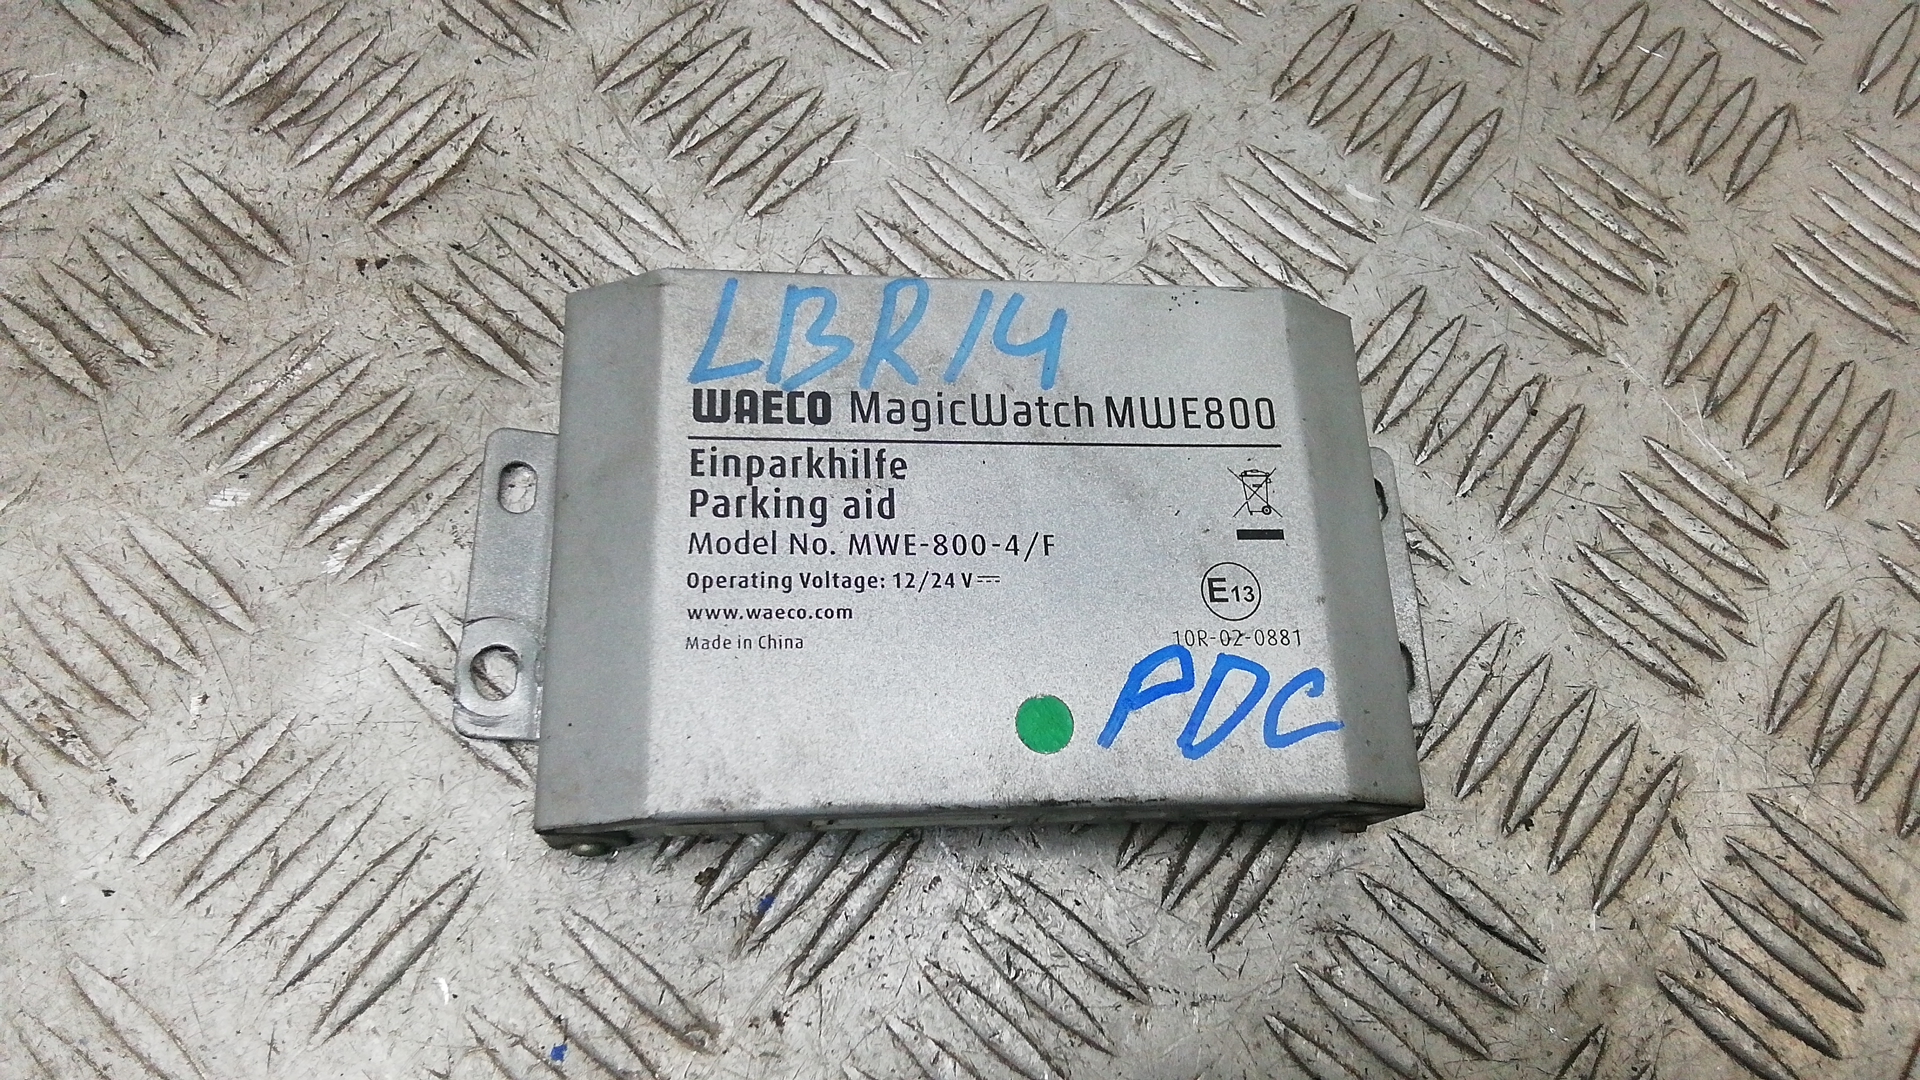 LBR14
WAECO MagicWatch MWE800
Einparkhilfe
Parking aid
Model No. MWE-800-4/F
Operating Voltage: 12/24 V⎓
www.waeco.com
E13
Made in China
10R-02-0881
PDC